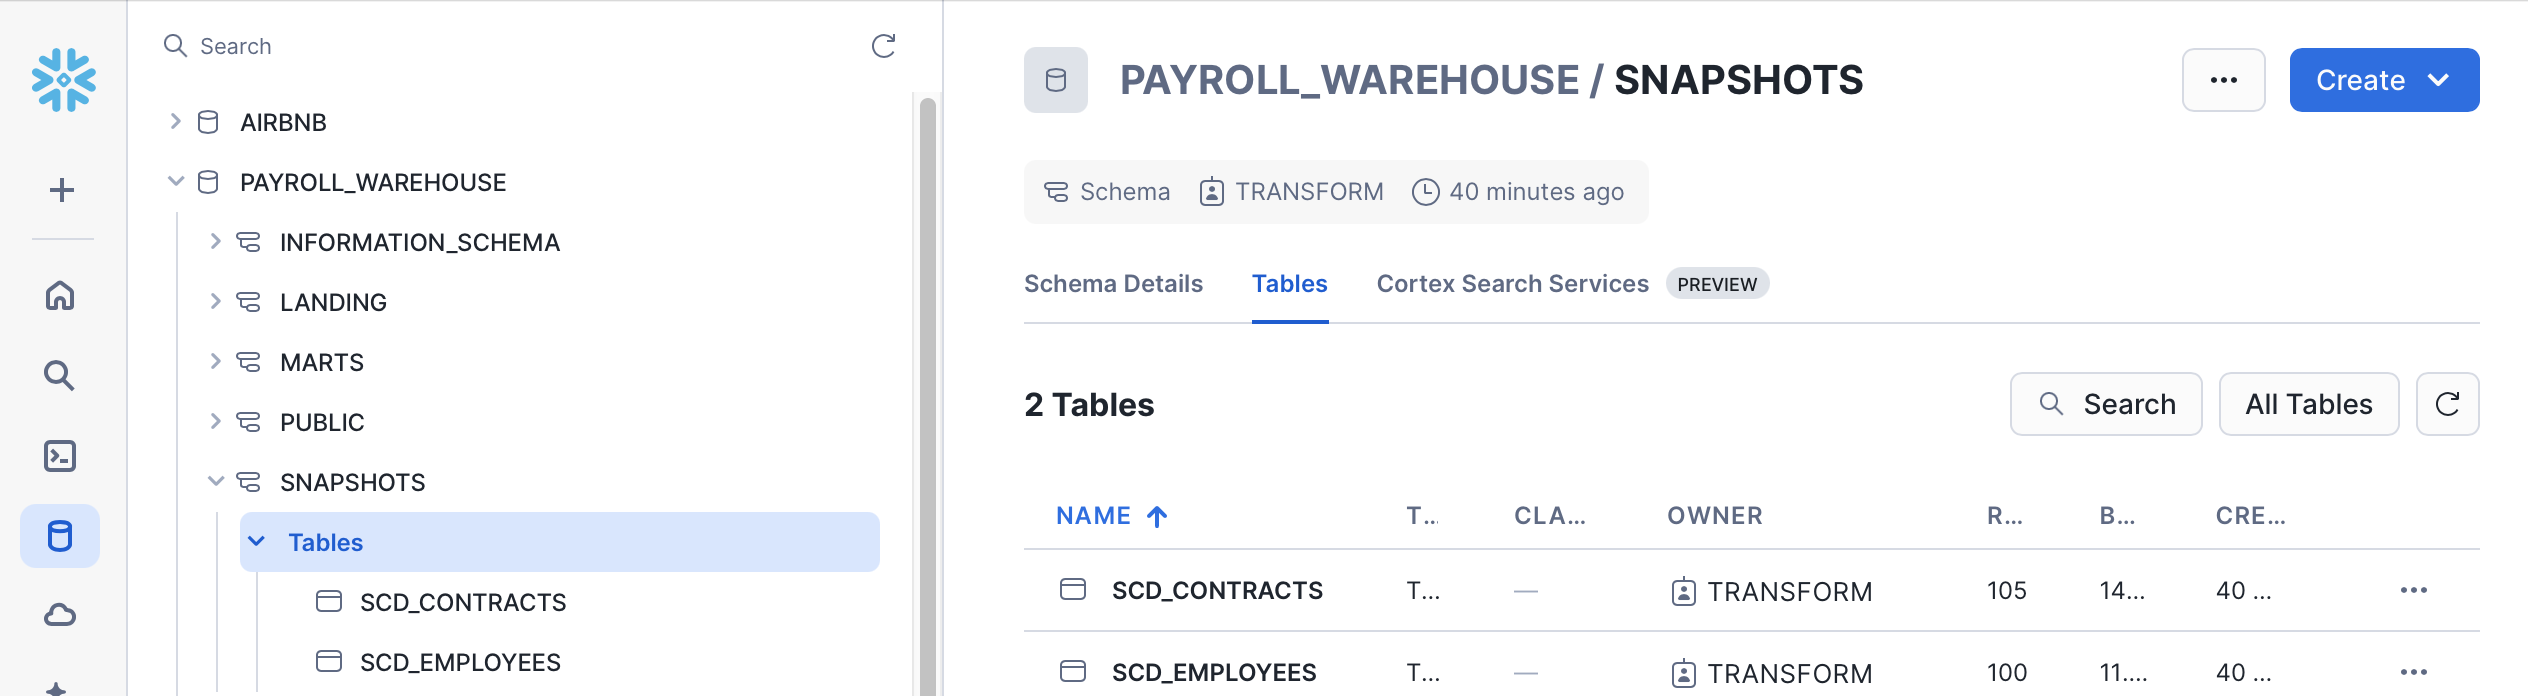 Search
AIRBNB
PAYROLL_WAREHOUSE
INFORMATION_SCHEMA
LANDING
MARTS
PUBLIC
SNAPSHOTS
Tables
SCD_CONTRACTS
SCD_EMPLOYEES
PAYROLL_WAREHOUSE / SNAPSHOTS
... Create
Schema TRANSFORM 40 minutes ago
Schema Details Tables Cortex Search Services PREVIEW
2 Tables Search All Tables
NAME T... CLA... OWNER R... B... CRE...
SCD_CONTRACTS T... — TRANSFORM 105 14... 40 ... ...
SCD_EMPLOYEES T... — TRANSFORM 100 11.... 40 ... ...